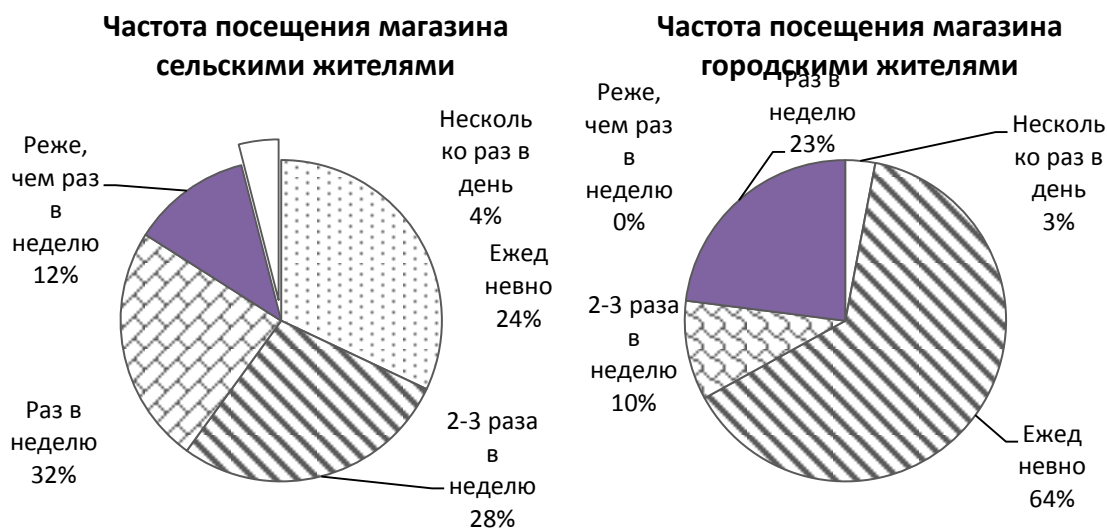 Частота посещения магазина
сельскими жителями
Несколь
ко раз в
день
4%
Ежед
невно
24%
2-3 раза
в
неделю
28%
Раз в
неделю
32%
Реже,
чем раз
в
неделю
12%
Частота посещения магазина
городскими жителями
Раз в
неделю
23%
Несколь
ко раз в
день
3%
Ежед
невно
64%
2-3 раза
в
неделю
10%
Реже,
чем раз
в
неделю
0%